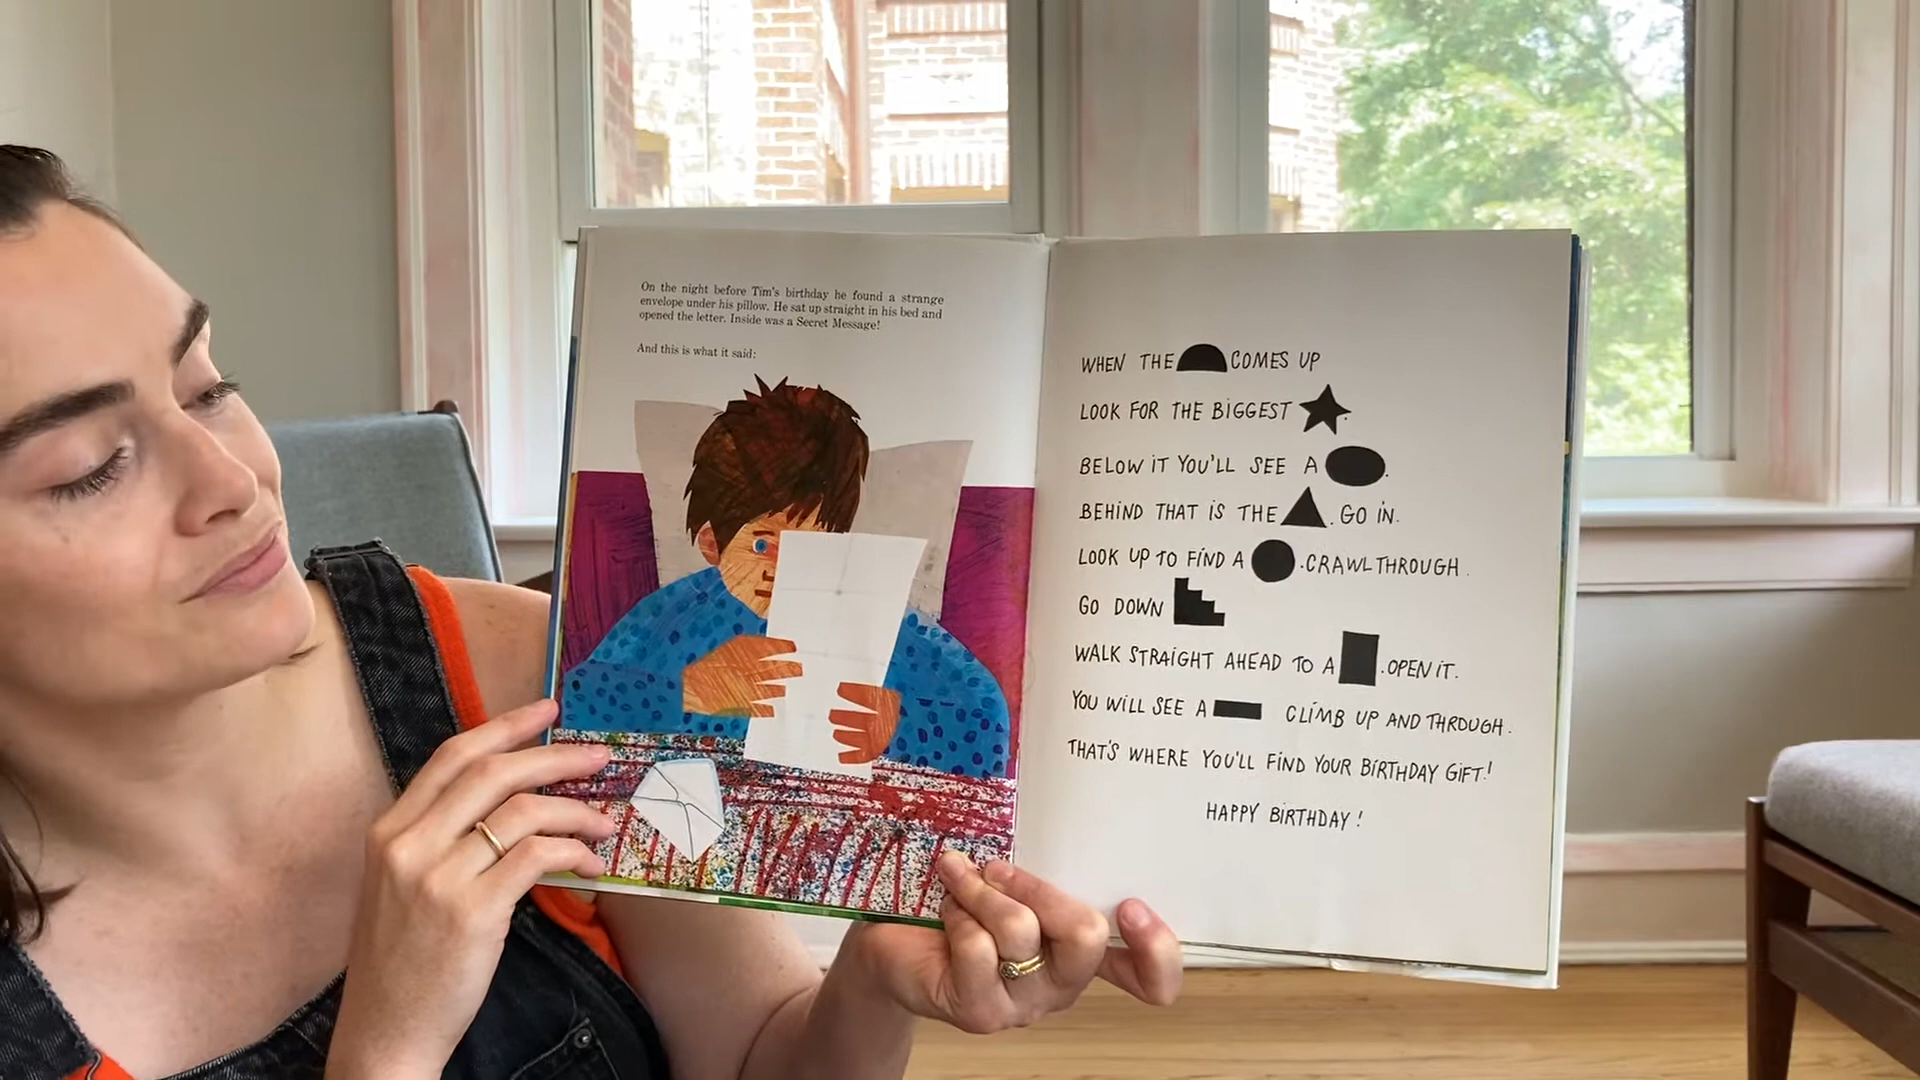 On the night before Tim's birthday he found a strange
envelope under his pillow. He sat up straight in his bed and
opened the letter. Inside was a Secret Message!
And this is what it said:
WHEN THE COMES UP
LOOK FOR THE BIGGEST .
BELOW IT YOU'LL SEE A .
BEHIND THAT IS THE . GO IN.
LOOK UP TO FIND A . CRAWL THROUGH.
GO DOWN
WALK STRAIGHT AHEAD TO A . OPEN IT.
YOU WILL SEE A CLIMB UP AND THROUGH.
THAT'S WHERE YOU'LL FIND YOUR BIRTHDAY GIFT!
HAPPY BIRTHDAY!